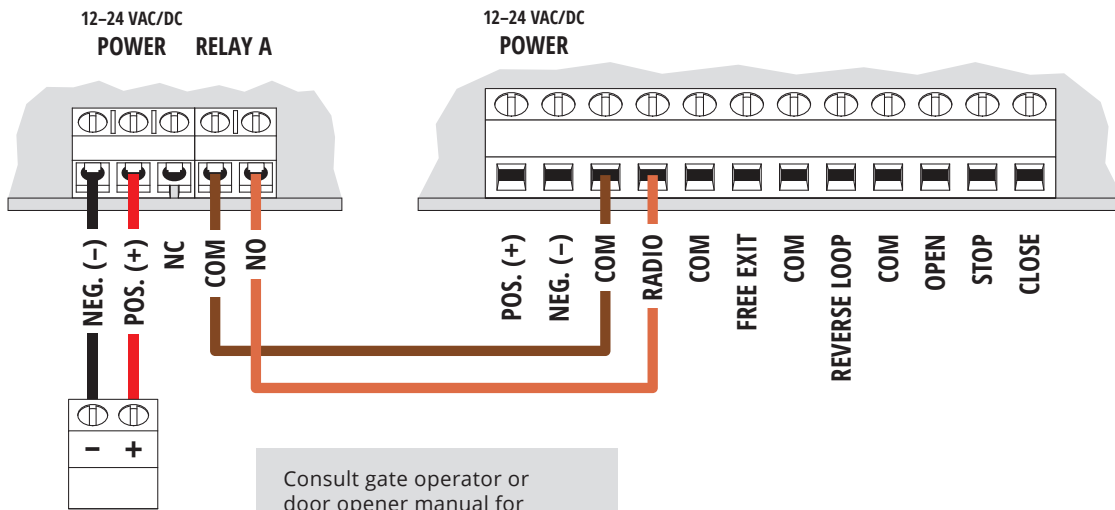 12–24 VAC/DC
POWER
RELAY A
12–24 VAC/DC
POWER
NEG. (–)
POS. (+)
NC
COM
NO
POS. (+)
NEG. (–)
COM
RADIO
COM
FREE EXIT
COM
REVERSE LOOP
COM
OPEN
STOP
CLOSE
– +
Consult gate operator or
door opener manual for